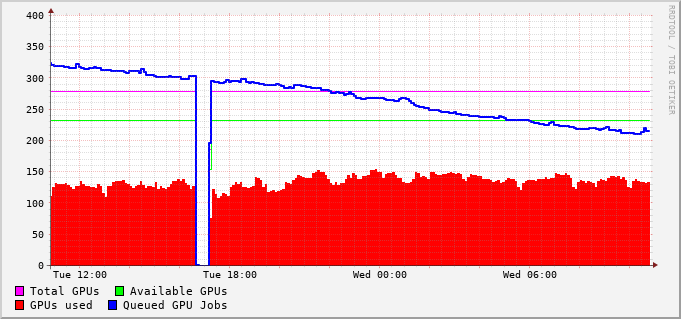 400
350
300
250
200
150
100
50
0
Tue 12:00 Tue 18:00 Wed 00:00 Wed 06:00
Total GPUs Available GPUs
GPUs used Queued GPU Jobs
RRDTOOL / TOBI OETIKER